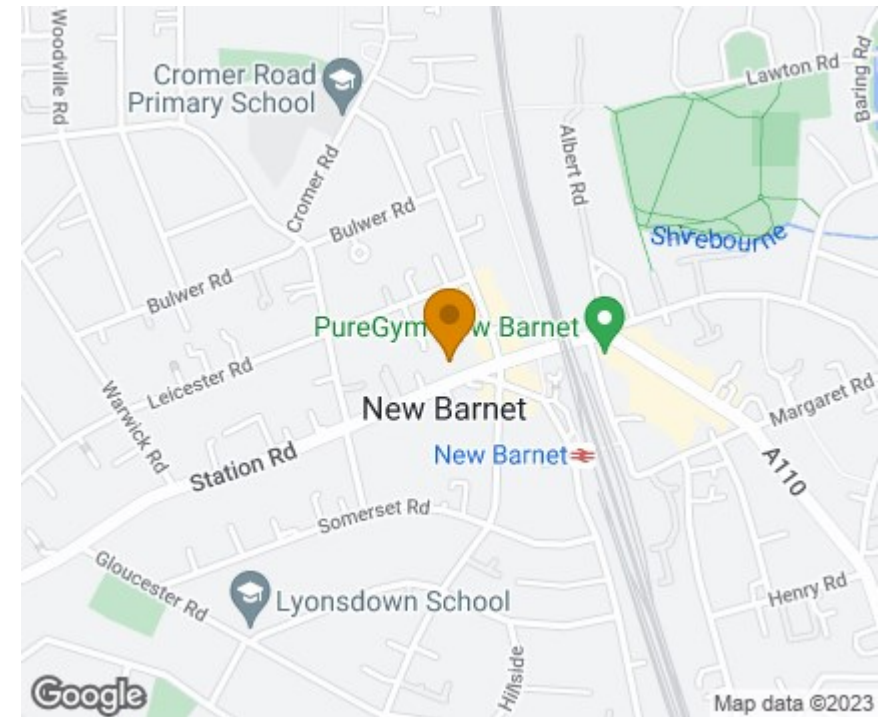 Woodville Rd
Cromer Road
Primary School
Lawton Rd
Baring Rd
Albert Rd
Cromer Rd
Bulwer Rd
Shirebourne
Bulwer Rd
PureGym New Barnet
Leicester Rd
Warwick Rd
New Barnet
Margaret Rd
New Barnet
Station Rd
A110
Somerset Rd
Gloucester Rd
Lyonsdown School
Henry Rd
Hillside
Google
Map data ©2023